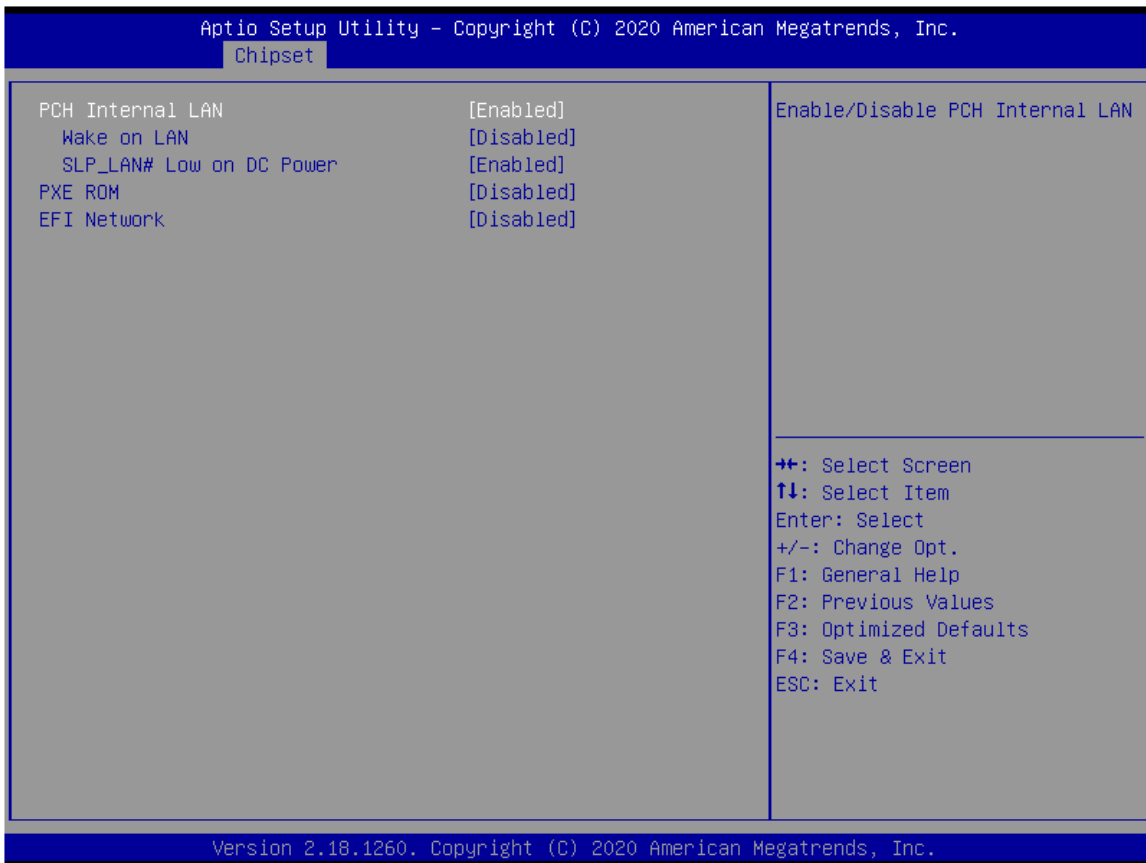 Aptio Setup Utility – Copyright (C) 2020 American Megatrends, Inc.
Chipset
PCH Internal LAN [Enabled]
Wake on LAN [Disabled]
SLP_LAN# Low on DC Power [Enabled]
PXE ROM [Disabled]
EFI Network [Disabled]
Enable/Disable PCH Internal LAN
→←: Select Screen
↑↓: Select Item
Enter: Select
+/-: Change Opt.
F1: General Help
F2: Previous Values
F3: Optimized Defaults
F4: Save & Exit
ESC: Exit
Version 2.18.1260. Copyright (C) 2020 American Megatrends, Inc.